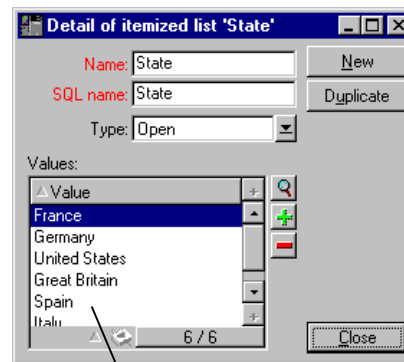 Detail of itemized list 'State'
Name: State
New
SQL name: State
Duplicate
Type: Open
Values:
Value
France
Germany
United States
Great Britain
Spain
Italy
6 / 6
Close